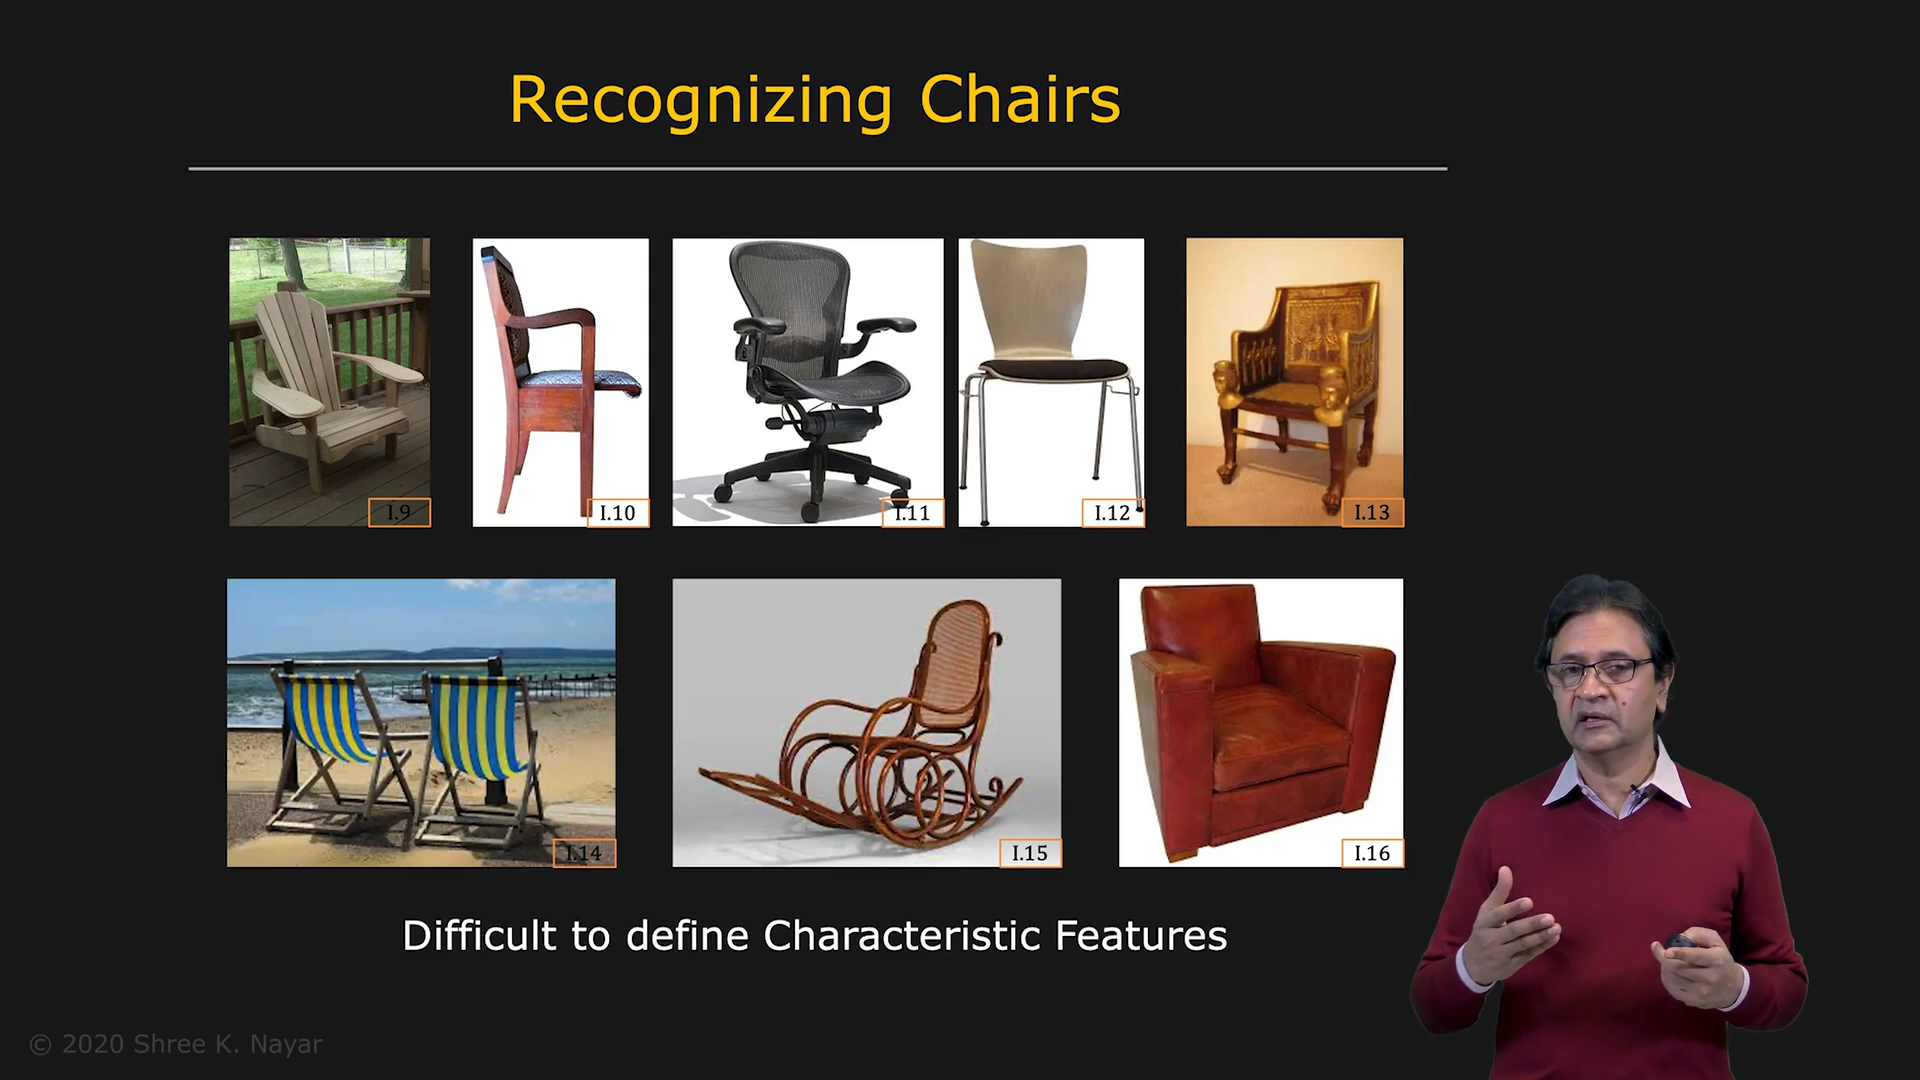 Recognizing Chairs
I.9
I.10
I.11
I.12
I.13
I.14
I.15
I.16
Difficult to define Characteristic Features
© 2020 Shree K. Nayar